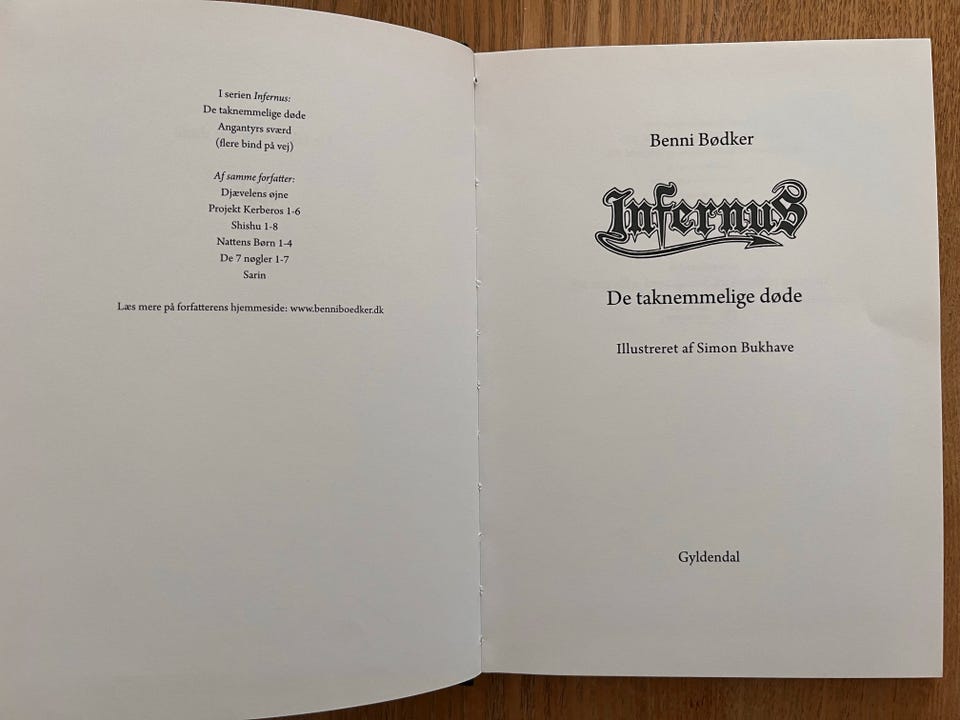 I serien Infernus:
De taknemmelige døde
Angantyrs sværd
(flere bind på vej)
Af samme forfatter:
Djævelens øjne
Projekt Kerberos 1-6
Shishu 1-8
Nattens Børn 1-4
De 7 nøgler 1-7
Sarin
Læs mere på forfatterens hjemmeside: www.benniboedker.dk
Benni Bødker
Infernus
De taknemmelige døde
Illustreret af Simon Bukhave
Gyldendal